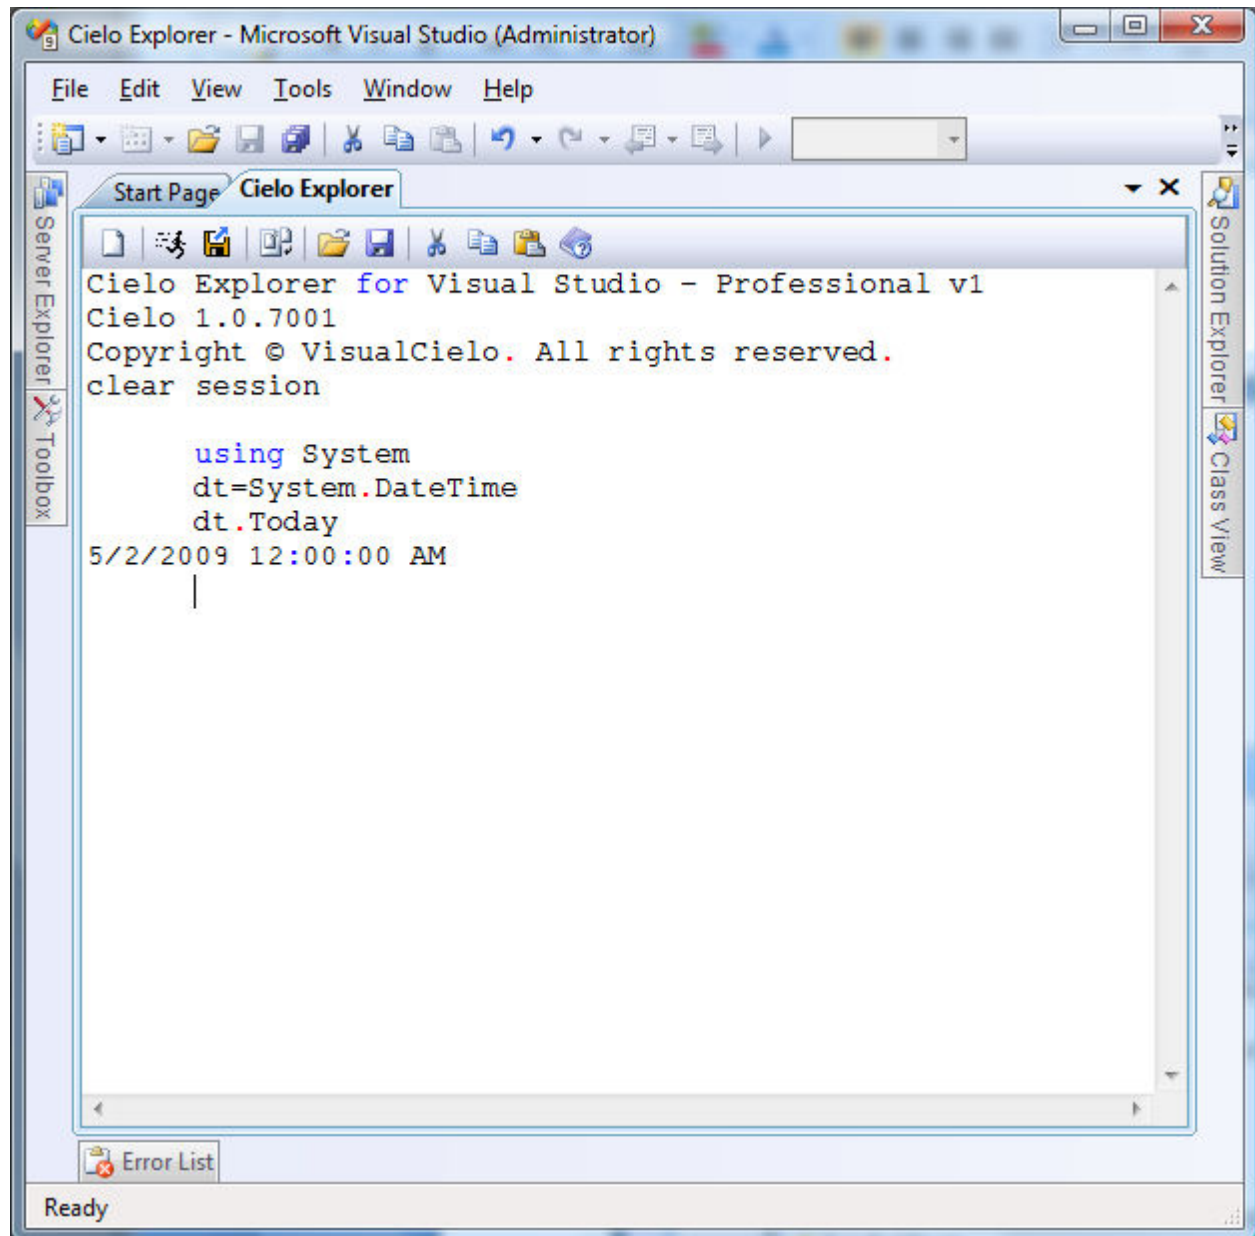 Cielo Explorer - Microsoft Visual Studio (Administrator)
File Edit View Tools Window Help
Start Page Cielo Explorer
Server Explorer
Toolbox
Cielo Explorer for Visual Studio - Professional v1
Cielo 1.0.7001
Copyright © VisualCielo. All rights reserved.
clear session
using System
dt=System.DateTime
dt.Today
5/2/2009 12:00:00 AM
Solution Explorer
Class View
Error List
Ready